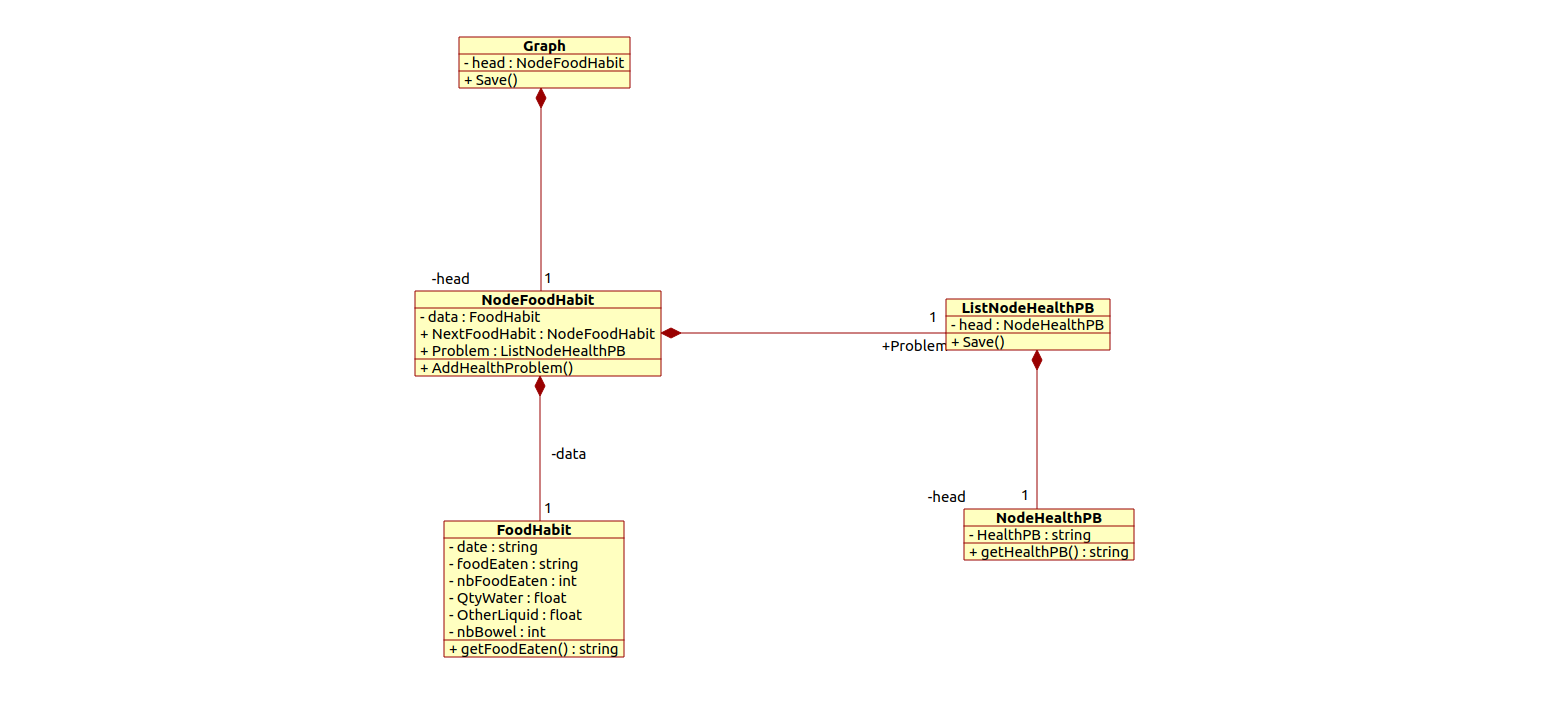 Graph
- head : NodeFoodHabit
+ Save()
-head
1
NodeFoodHabit
- data : FoodHabit
+ NextFoodHabit : NodeFoodHabit
+ Problem : ListNodeHealthPB
+ AddHealthProblem()
1
+Problem
ListNodeHealthPB
- head : NodeHealthPB
+ Save()
-data
1
FoodHabit
- date : string
- foodEaten : string
- nbFoodEaten : int
- QtyWater : float
- OtherLiquid : float
- nbBowel : int
+ getFoodEaten() : string
-head
1
NodeHealthPB
- HealthPB : string
+ getHealthPB() : string